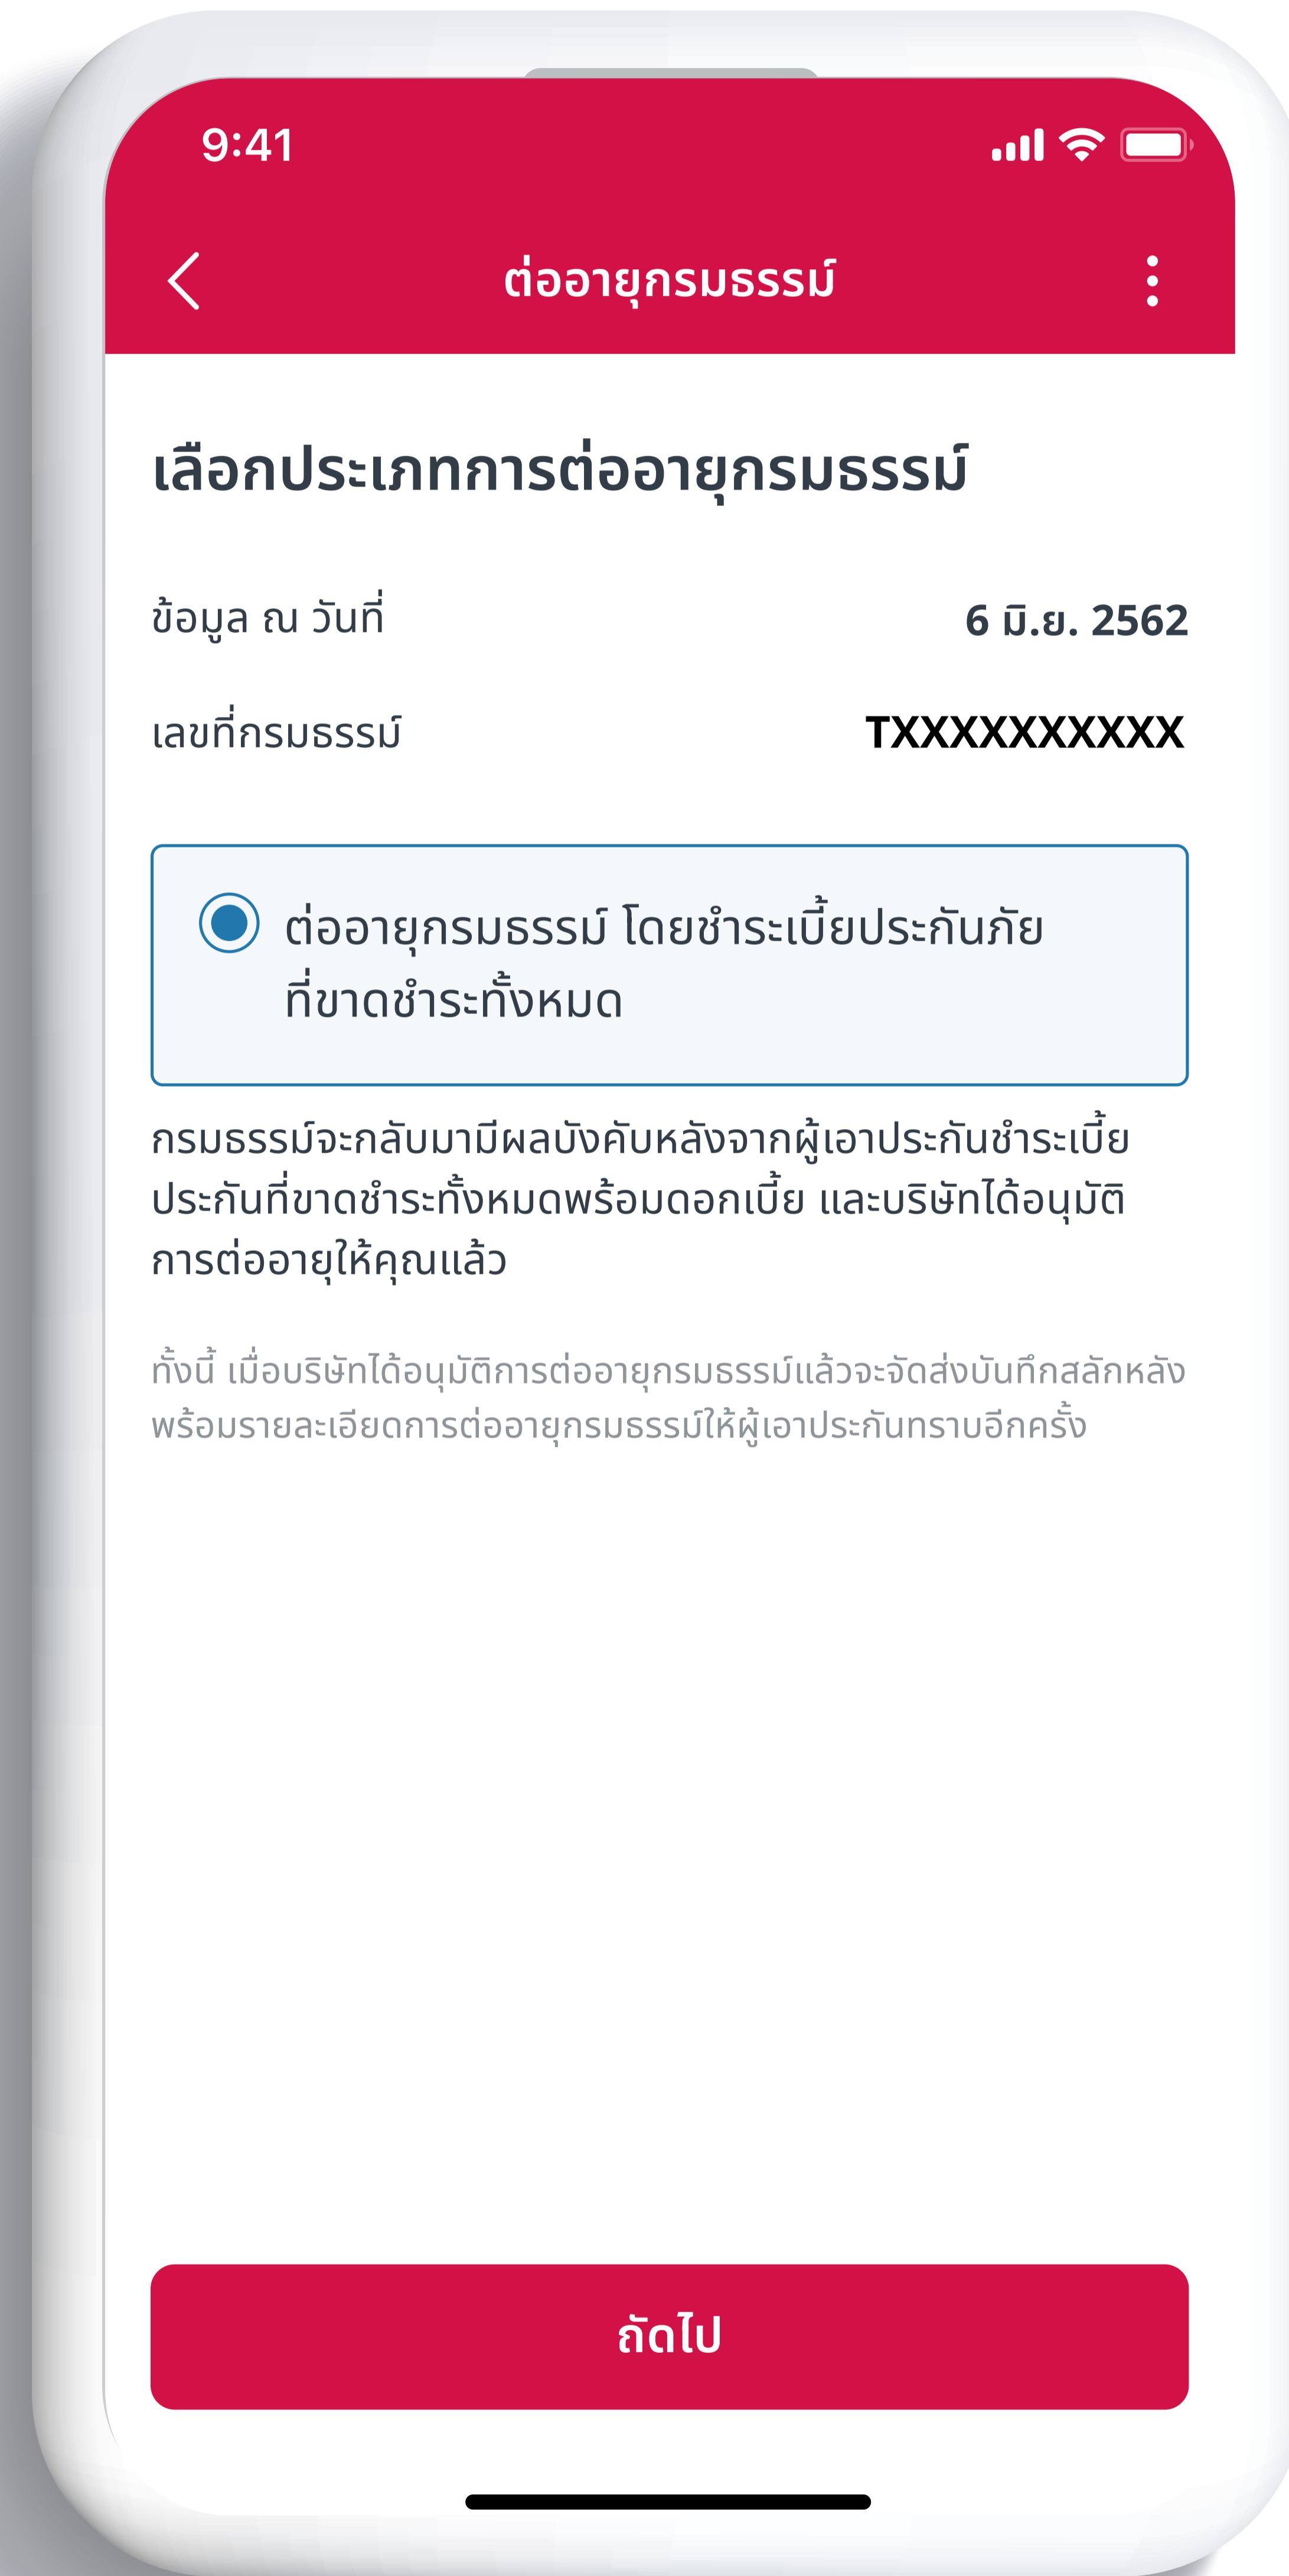 9:41
ต่ออายุกรมธรรม์
เลือกประเภทการต่ออายุกรมธรรม์
ข้อมูล ณ วันที่ 6 มิ.ย. 2562
เลขที่กรมธรรม์ TXXXXXXXXXX
ต่ออายุกรมธรรม์ โดยชำระเบี้ยประกันภัย
ที่ขาดชำระทั้งหมด
กรมธรรม์จะกลับมามีผลบังคับหลังจากผู้เอาประกันชำระเบี้ย
ประกันที่ขาดชำระทั้งหมดพร้อมดอกเบี้ย และบริษัทได้อนุมัติ
การต่ออายุให้คุณแล้ว
ทั้งนี้ เมื่อบริษัทได้อนุมัติการต่ออายุกรมธรรม์แล้วจะจัดส่งบันทึกสลักหลัง
พร้อมรายละเอียดการต่ออายุกรมธรรม์ให้ผู้เอาประกันทราบอีกครั้ง
ถัดไป